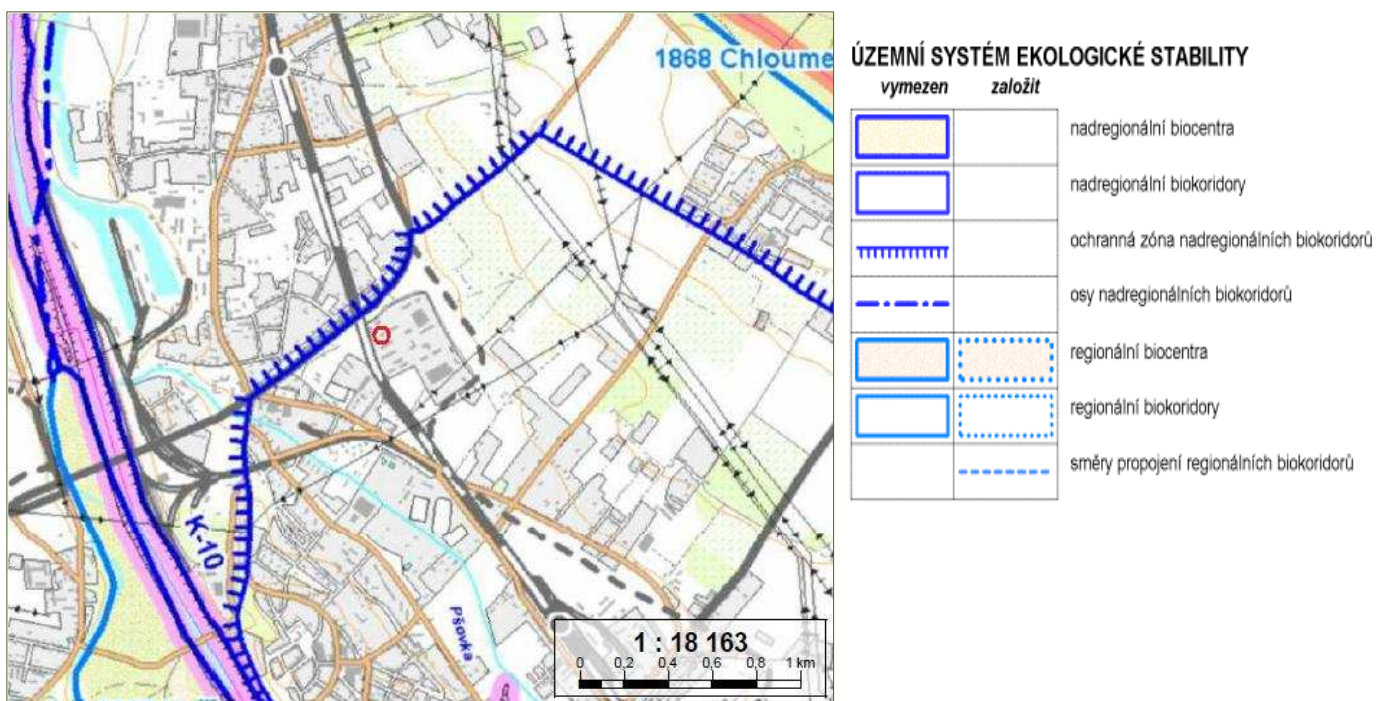 1868 Chloume
K-10
Pšovka
1 : 18 163
0 0,2 0,4 0,6 0,8 1 km
ÚZEMNÍ SYSTÉM EKOLOGICKÉ STABILITY
vymezen založit
nadregionální biocentra
nadregionální biokoridory
ochranná zóna nadregionálních biokoridorů
osy nadregionálních biokoridorů
regionální biocentra
regionální biokoridory
směry propojení regionálních biokoridorů